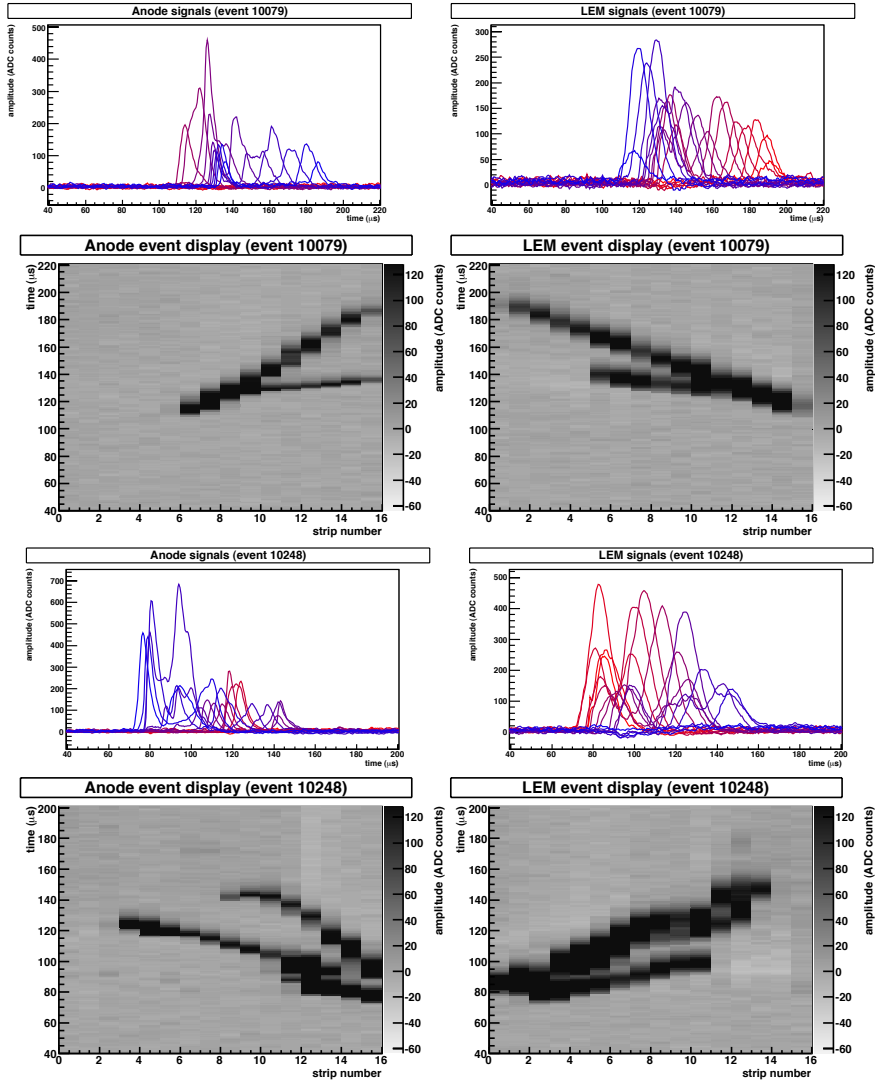 Anode signals (event 10079)
LEM signals (event 10079)
amplitude (ADC counts)
500
400
300
200
100
0
40 60 80 100 120 140 160 180 200 220
time (μs)
amplitude (ADC counts)
300
250
200
150
100
50
0
40 60 80 100 120 140 160 180 200 220
time (μs)
Anode event display (event 10079)
LEM event display (event 10079)
time (μs)
220
200
180
160
140
120
100
80
60
40
0 2 4 6 8 10 12 14 16
strip number
amplitude (ADC counts)
120
100
80
60
40
20
0
-20
-40
-60
time (μs)
220
200
180
160
140
120
100
80
60
40
0 2 4 6 8 10 12 14 16
strip number
amplitude (ADC counts)
120
100
80
60
40
20
0
-20
-40
-60
Anode signals (event 10248)
LEM signals (event 10248)
amplitude (ADC counts)
700
600
500
400
300
200
100
0
40 60 80 100 120 140 160 180 200
time (μs)
amplitude (ADC counts)
500
400
300
200
100
0
40 60 80 100 120 140 160 180 200
time (μs)
Anode event display (event 10248)
LEM event display (event 10248)
time (μs)
200
180
160
140
120
100
80
60
40
0 2 4 6 8 10 12 14 16
strip number
amplitude (ADC counts)
120
100
80
60
40
20
0
-20
-40
-60
time (μs)
200
180
160
140
120
100
80
60
40
0 2 4 6 8 10 12 14 16
strip number
amplitude (ADC counts)
120
100
80
60
40
20
0
-20
-40
-60